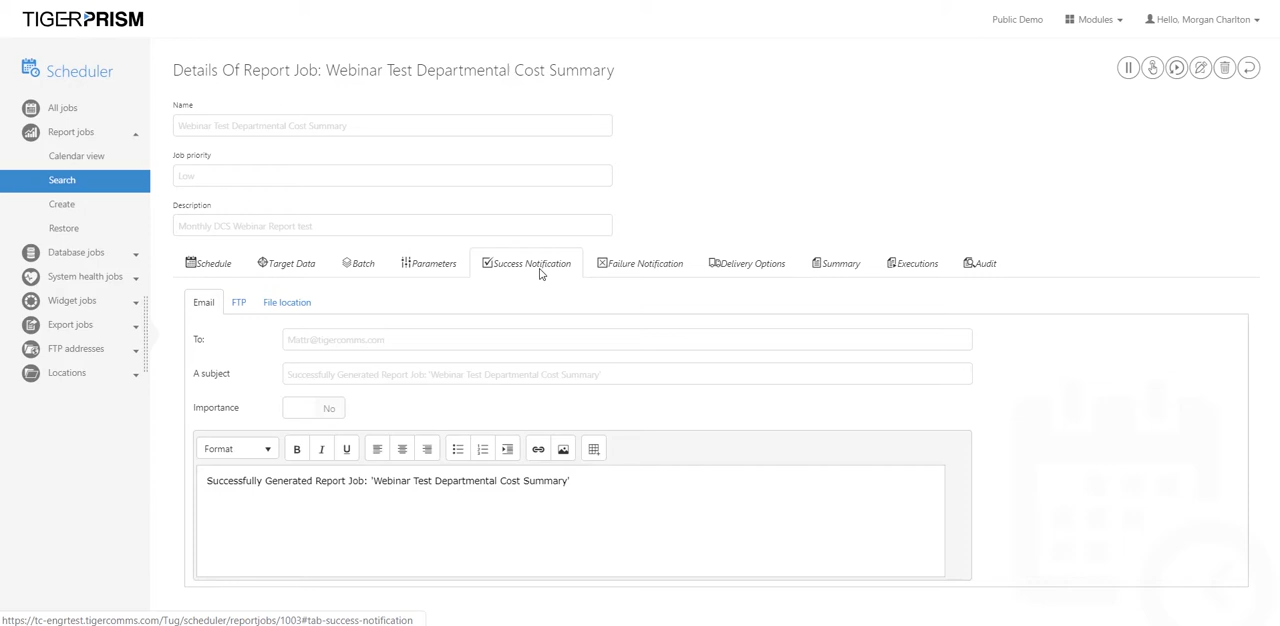 TIGERPRISM
Public Demo
Modules
Hello, Morgan Charlton
Scheduler
All jobs
Report jobs
Calendar view
Search
Create
Restore
Database jobs
System health jobs
Widget jobs
Export jobs
FTP addresses
Locations
Details Of Report Job: Webinar Test Departmental Cost Summary
Name
Webinar Test Departmental Cost Summary
Job priority
Low
Description
Monthly DCS Webinar Report test
Schedule
Target Data
Batch
Parameters
Success Notification
Failure Notification
Delivery Options
Summary
Executions
Audit
Email
FTP
File location
To:
Mattr@tigercomms.com
A subject
Successfully Generated Report Job: 'Webinar Test Departmental Cost Summary'
Importance
No
Format
B
I
U
Successfully Generated Report Job: 'Webinar Test Departmental Cost Summary'
https://tc-engrtest.tigercomms.com/Tug/scheduler/reportjobs/1003#tab-success-notification